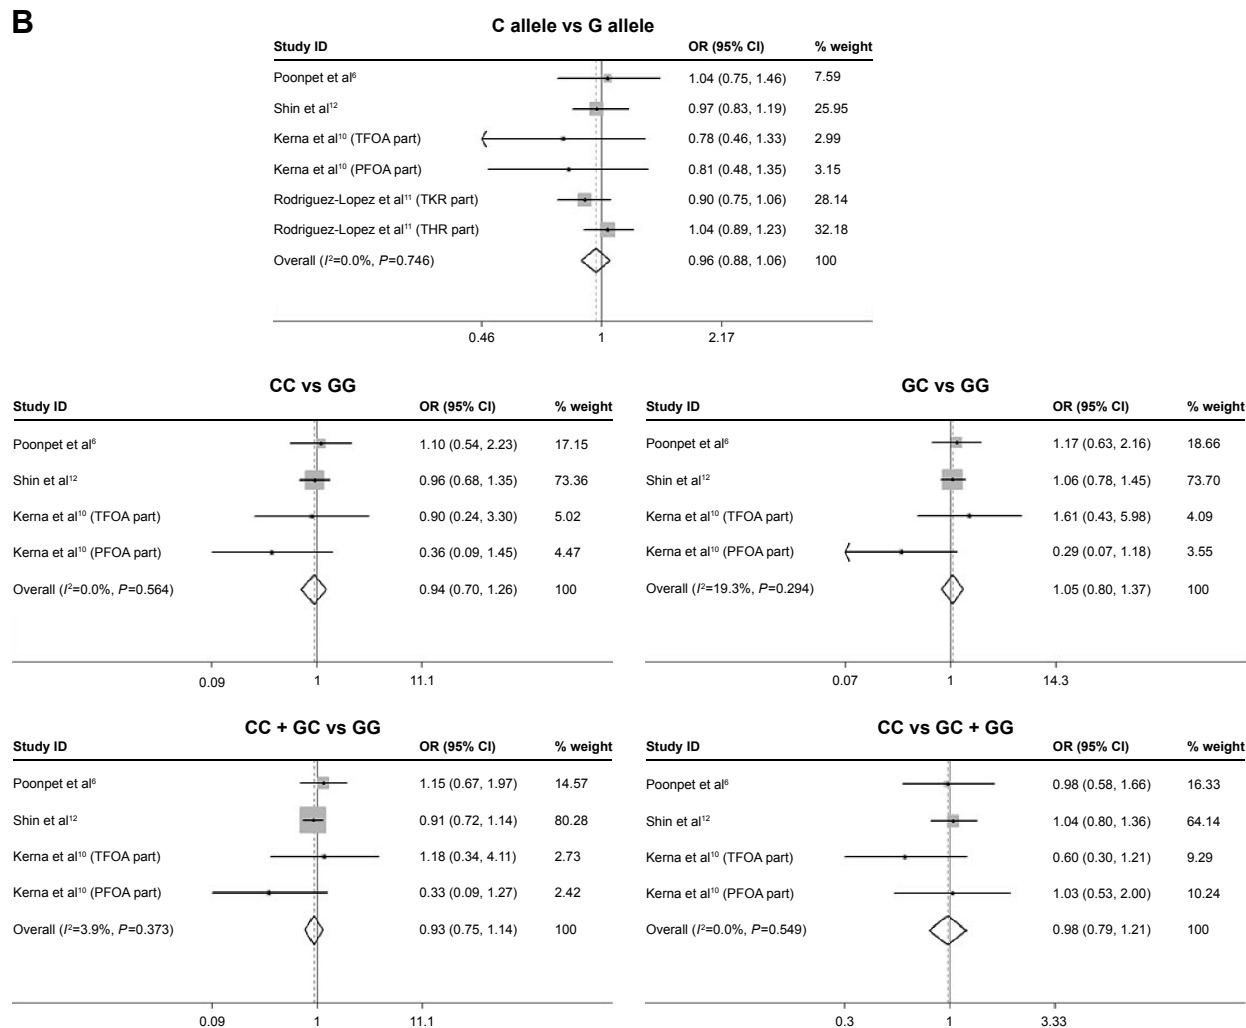 B
C allele vs G allele
Study ID OR (95% CI) % weight
Poonpet et al⁶ 1.04 (0.75, 1.46) 7.59
Shin et al¹² 0.97 (0.83, 1.19) 25.95
Kerna et al¹⁰ (TFOA part) 0.78 (0.46, 1.33) 2.99
Kerna et al¹⁰ (PFOA part) 0.81 (0.48, 1.35) 3.15
Rodriguez-Lopez et al¹¹ (TKR part) 0.90 (0.75, 1.06) 28.14
Rodriguez-Lopez et al¹¹ (THR part) 1.04 (0.89, 1.23) 32.18
Overall (I²=0.0%, P=0.746) 0.96 (0.88, 1.06) 100
0.46 1 2.17
CC vs GG
Study ID OR (95% CI) % weight
Poonpet et al⁶ 1.10 (0.54, 2.23) 17.15
Shin et al¹² 0.96 (0.68, 1.35) 73.36
Kerna et al¹⁰ (TFOA part) 0.90 (0.24, 3.30) 5.02
Kerna et al¹⁰ (PFOA part) 0.36 (0.09, 1.45) 4.47
Overall (I²=0.0%, P=0.564) 0.94 (0.70, 1.26) 100
0.09 1 11.1
GC vs GG
Study ID OR (95% CI) % weight
Poonpet et al⁶ 1.17 (0.63, 2.16) 18.66
Shin et al¹² 1.06 (0.78, 1.45) 73.70
Kerna et al¹⁰ (TFOA part) 1.61 (0.43, 5.98) 4.09
Kerna et al¹⁰ (PFOA part) 0.29 (0.07, 1.18) 3.55
Overall (I²=19.3%, P=0.294) 1.05 (0.80, 1.37) 100
0.07 1 14.3
CC + GC vs GG
Study ID OR (95% CI) % weight
Poonpet et al⁶ 1.15 (0.67, 1.97) 14.57
Shin et al¹² 0.91 (0.72, 1.14) 80.28
Kerna et al¹⁰ (TFOA part) 1.18 (0.34, 4.11) 2.73
Kerna et al¹⁰ (PFOA part) 0.33 (0.09, 1.27) 2.42
Overall (I²=3.9%, P=0.373) 0.93 (0.75, 1.14) 100
0.09 1 11.1
CC vs GC + GG
Study ID OR (95% CI) % weight
Poonpet et al⁶ 0.98 (0.58, 1.66) 16.33
Shin et al¹² 1.04 (0.80, 1.36) 64.14
Kerna et al¹⁰ (TFOA part) 0.60 (0.30, 1.21) 9.29
Kerna et al¹⁰ (PFOA part) 1.03 (0.53, 2.00) 10.24
Overall (I²=0.0%, P=0.549) 0.98 (0.79, 1.21) 100
0.3 1 3.33